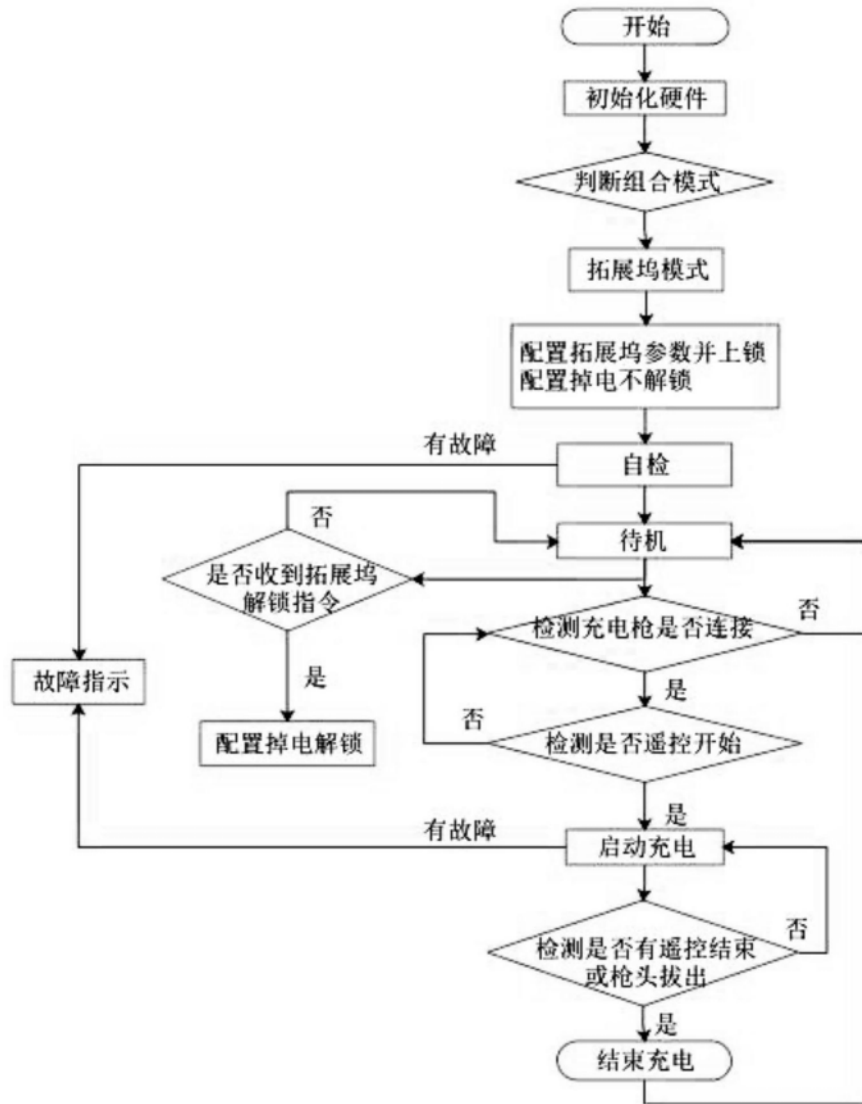 开始
初始化硬件
判断组合模式
拓展坞模式
配置拓展坞参数并上锁
配置掉电不解锁
有故障
自检
否
待机
是否收到拓展坞
解锁指令
检测充电枪是否连接
否
故障指示
是
是
配置掉电解锁
否
检测是否遥控开始
有故障
是
启动充电
检测是否有遥控结束
或枪头拔出
否
是
结束充电